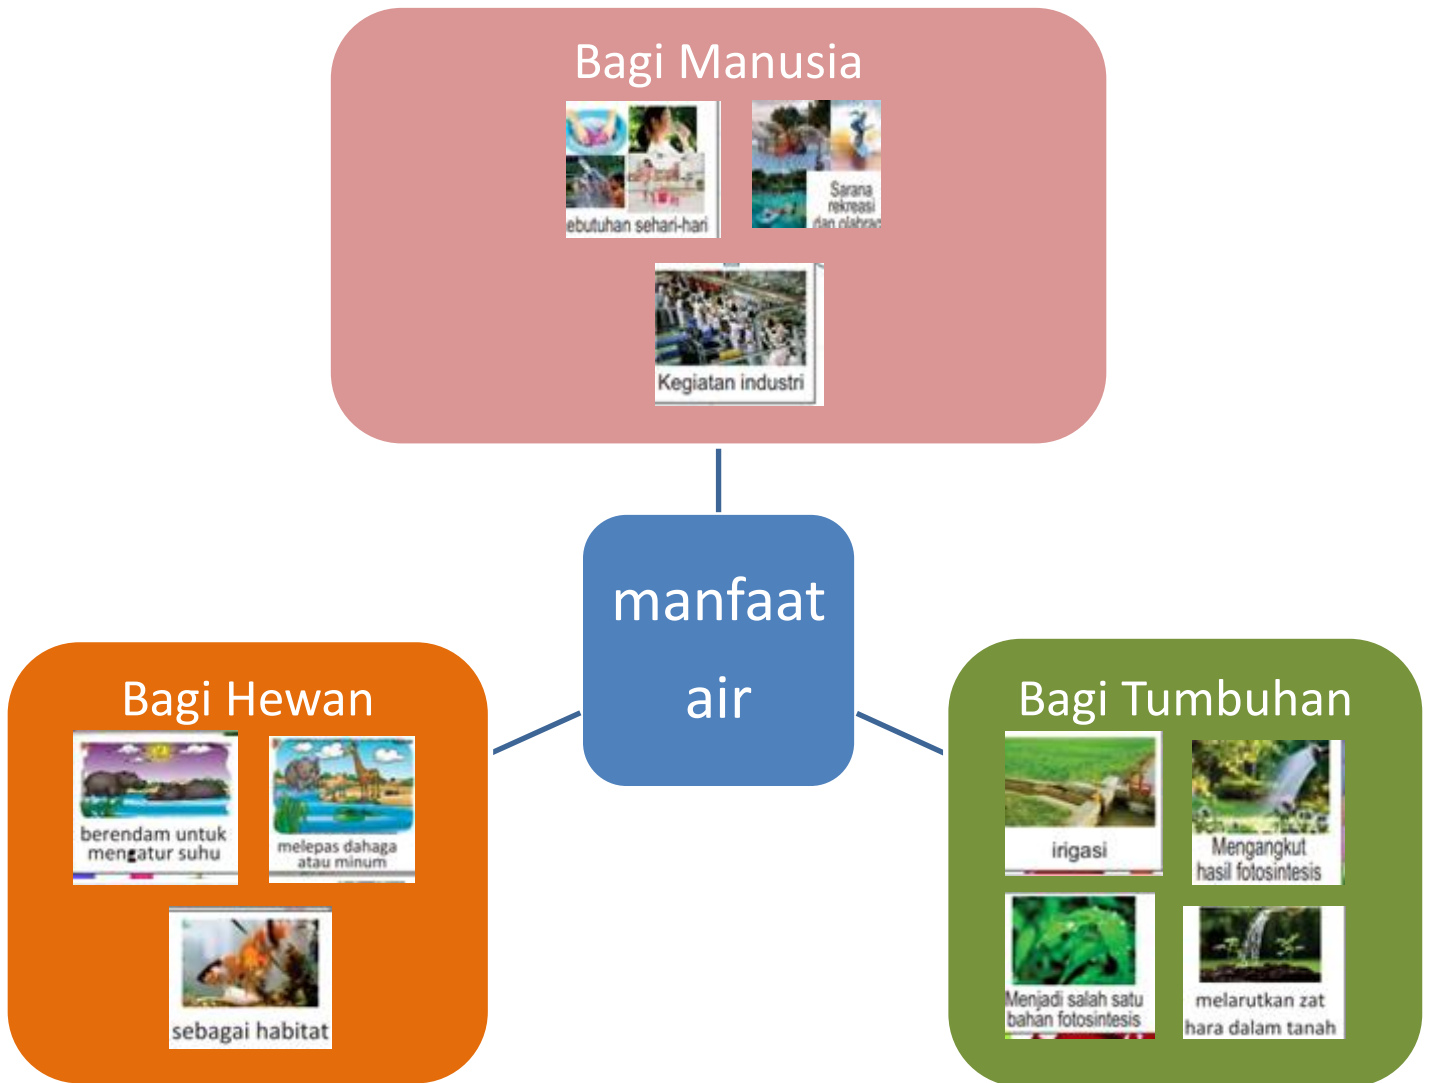 Bagi Manusia
ebutuhan sehari-hari
Sarana
rekreasi
dan olahrag
Kegiatan industri
manfaat
air
Bagi Hewan
berendam untuk
mengatur suhu
melepas dahaga
atau minum
sebagai habitat
Bagi Tumbuhan
irigasi
Mengangkut
hasil fotosintesis
Menjadi salah satu
bahan fotosintesis
melarutkan zat
hara dalam tanah